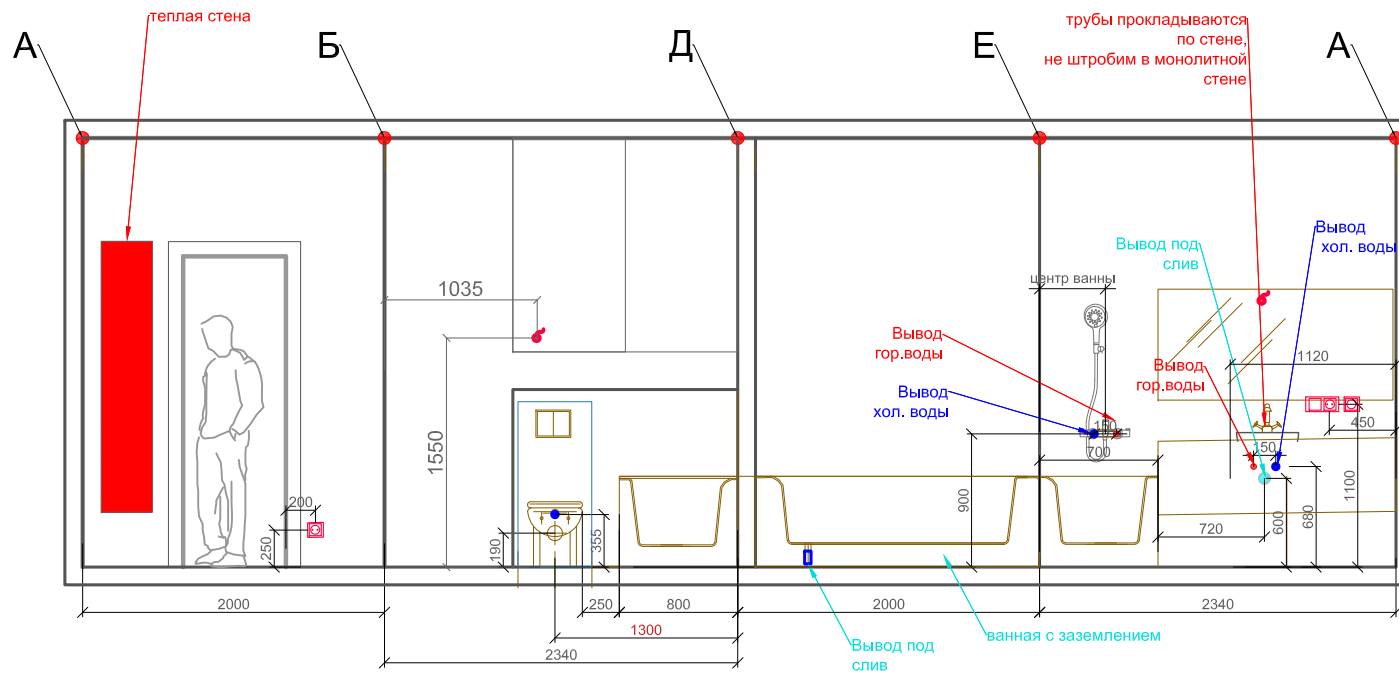 теплая стена
трубы прокладываются
по стене,
не штробим в монолитной
стене
А
Б
Д
Е
А
Вывод
хол. воды
Вывод под
слив
центр ванны
1035
1120
Вывод
гор.воды
Вывод
гор.воды
Вывод
хол. воды
150
450
1550
700
150
900
1100
200
250
190
355
720
600
680
2000
250
800
2000
2340
1300
2340
Вывод под
слив
ванная с заземлением